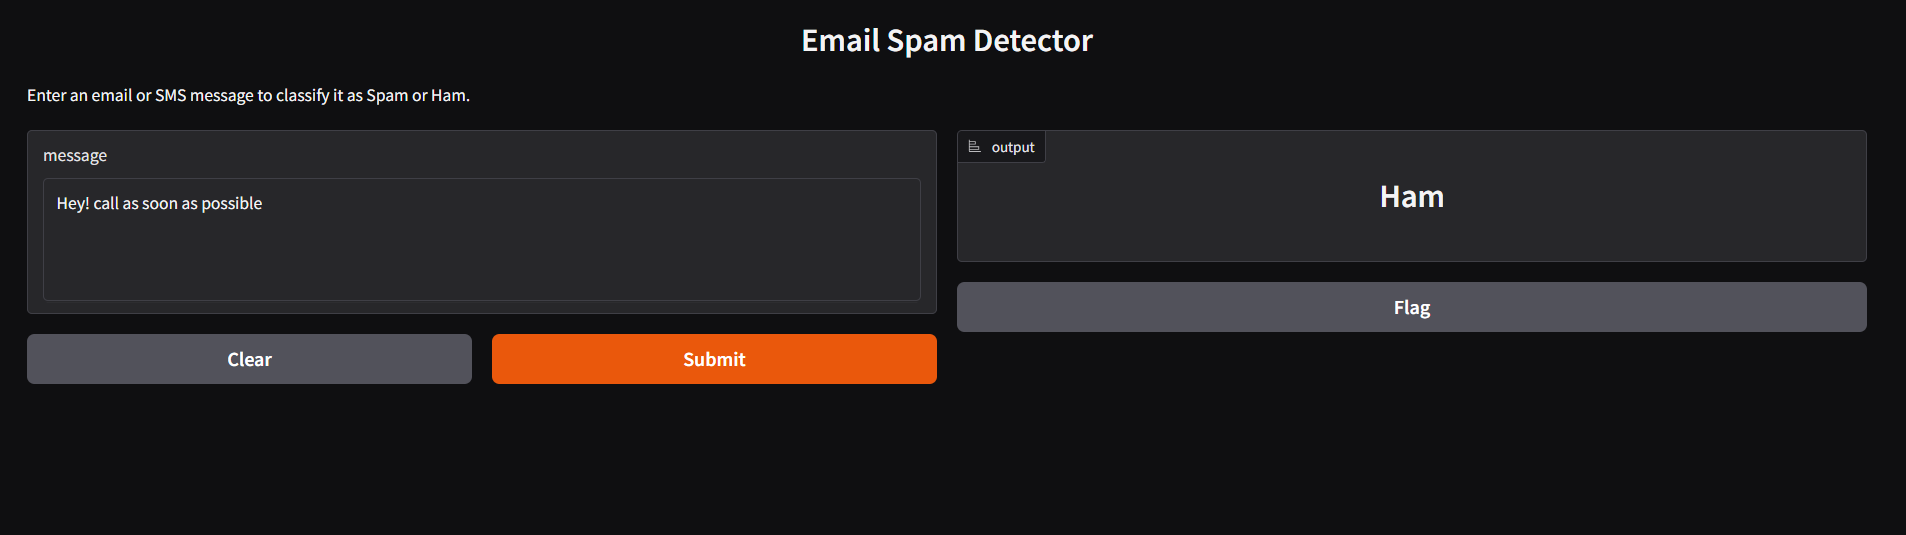 Email Spam Detector
Enter an email or SMS message to classify it as Spam or Ham.
message
Hey! call as soon as possible
Clear
Submit
output
Ham
Flag